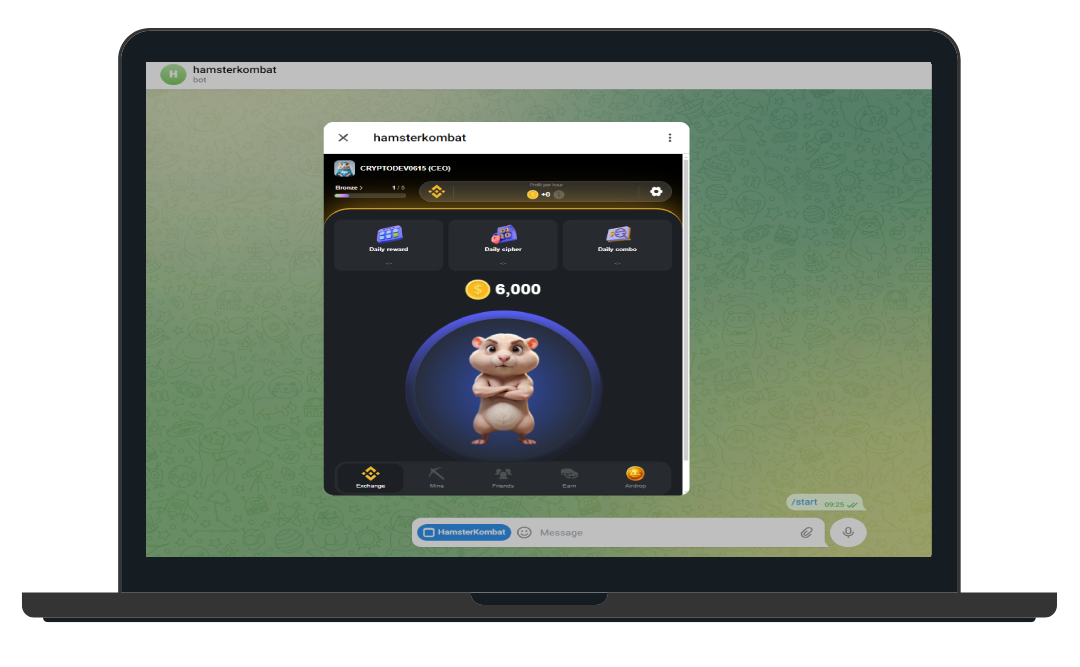 H
hamsterkombat
bot
hamsterkombat
CRYPTODEV0615 (CEO)
Bronze >
1 / 5
Profit per hour
+0
Daily reward
Daily cipher
Daily combo
--
--
--
$ 6,000
Exchange
Mine
Friends
Earn
Airdrop
/start 09:25
HamsterKombat
Message